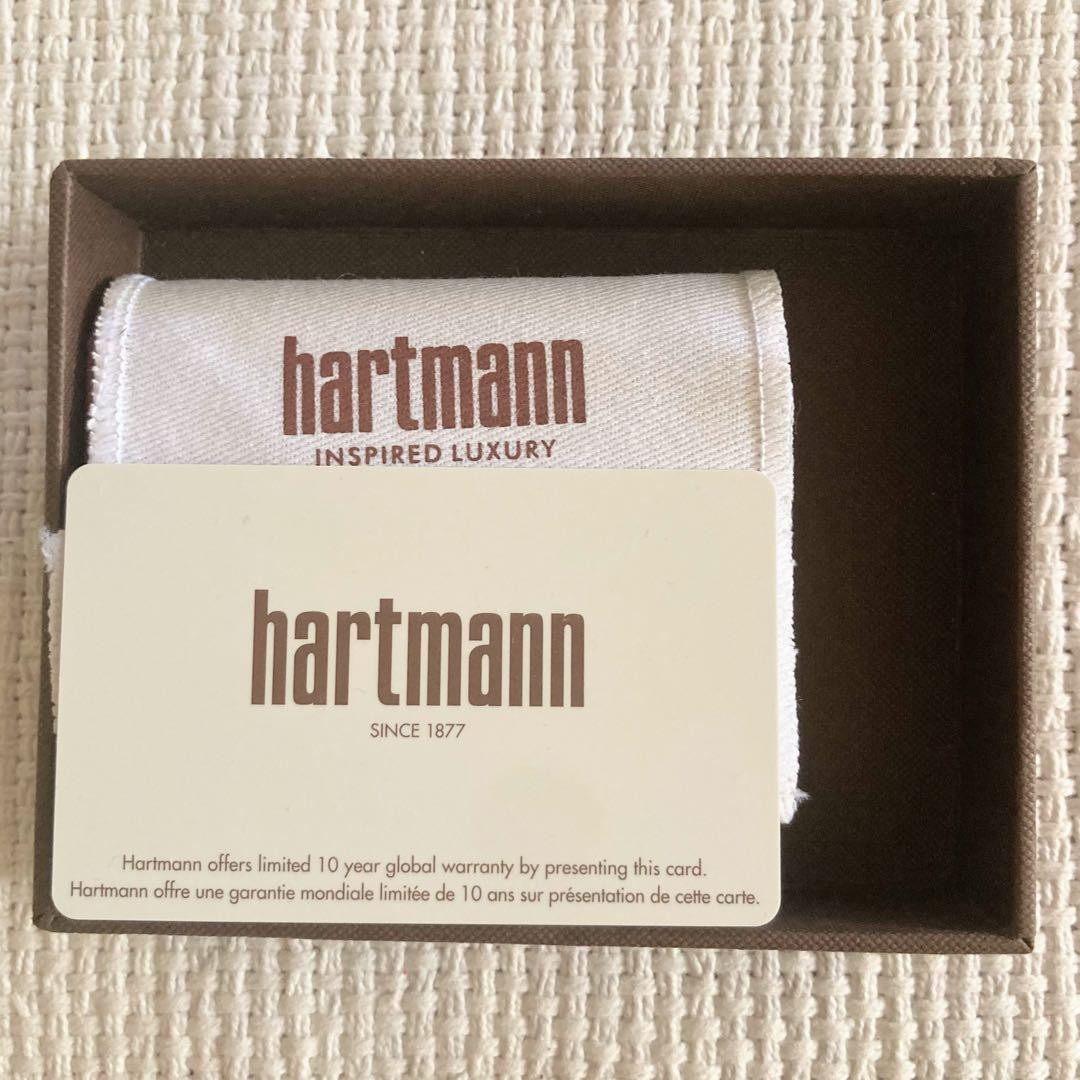 hartmann
INSPIRED LUXURY
hartmann
SINCE 1877
Hartmann offers limited 10 year global warranty by presenting this card.
Hartmann offre une garantie mondiale limitée de 10 ans sur présentation de cette carte.